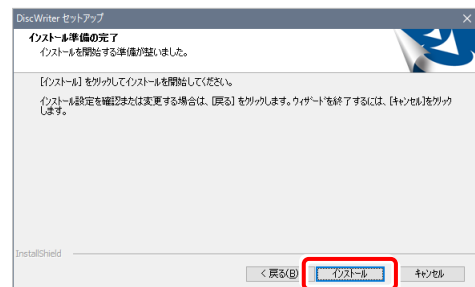 DiscWriter セットアップ
インストール準備の完了
インストールを開始する準備が整いました。
[インストール] をクリックしてインストールを開始してください。
インストール設定を確認または変更する場合は、[戻る] をクリックします。ウィザードを終了するには、[キャンセル]をクリック
します。
InstallShield
< 戻る(B)
インストール
キャンセル